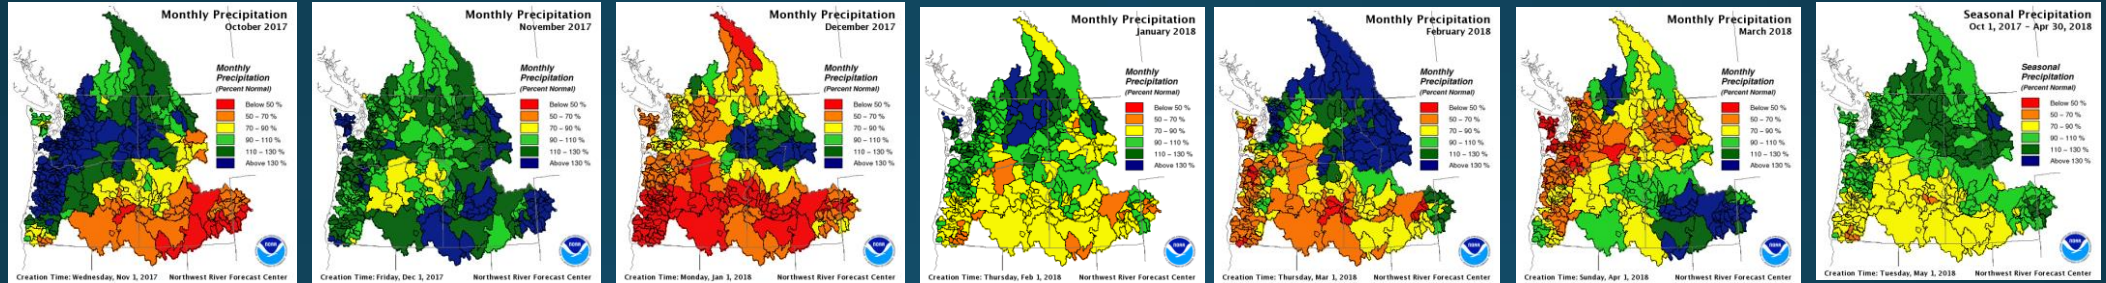 Monthly Precipitation
October 2017
Monthly
Precipitation
(Percent Normal)
Below 50 %
50 – 70 %
70 – 90 %
90 – 110 %
110 – 130 %
Above 130 %
noaa
Creation Time: Wednesday, Nov 1, 2017 Northwest River Forecast Center
Monthly Precipitation
November 2017
Monthly
Precipitation
(Percent Normal)
Below 50 %
50 – 70 %
70 – 90 %
90 – 110 %
110 – 130 %
Above 130 %
noaa
Creation Time: Friday, Dec 1, 2017 Northwest River Forecast Center
Monthly Precipitation
December 2017
Monthly
Precipitation
(Percent Normal)
Below 50 %
50 – 70 %
70 – 90 %
90 – 110 %
110 – 130 %
Above 130 %
noaa
Creation Time: Monday, Jan 1, 2018 Northwest River Forecast Center
Monthly Precipitation
January 2018
Monthly
Precipitation
(Percent Normal)
Below 50 %
50 – 70 %
70 – 90 %
90 – 110 %
110 – 130 %
Above 130 %
noaa
Creation Time: Thursday, Feb 1, 2018 Northwest River Forecast Center
Monthly Precipitation
February 2018
Monthly
Precipitation
(Percent Normal)
Below 50 %
50 – 70 %
70 – 90 %
90 – 110 %
110 – 130 %
Above 130 %
noaa
Creation Time: Thursday, Mar 1, 2018 Northwest River Forecast Center
Monthly Precipitation
March 2018
Monthly
Precipitation
(Percent Normal)
Below 50 %
50 – 70 %
70 – 90 %
90 – 110 %
110 – 130 %
Above 130 %
noaa
Creation Time: Sunday, Apr 1, 2018 Northwest River Forecast Center
Seasonal Precipitation
Oct 1, 2017 – Apr 30, 2018
Seasonal
Precipitation
(Percent Normal)
Below 50 %
50 – 70 %
70 – 90 %
90 – 110 %
110 – 130 %
Above 130 %
noaa
Creation Time: Tuesday, May 1, 2018 Northwest River Forecast Center